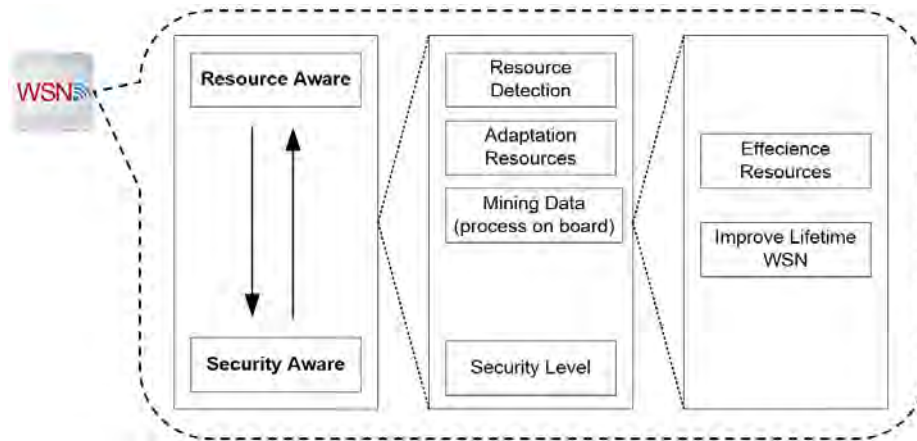 WSN
Resource Aware
Security Aware
Resource
Detection
Adaptation
Resources
Mining Data
(process on board)
Security Level
Effecience
Resources
Improve Lifetime
WSN